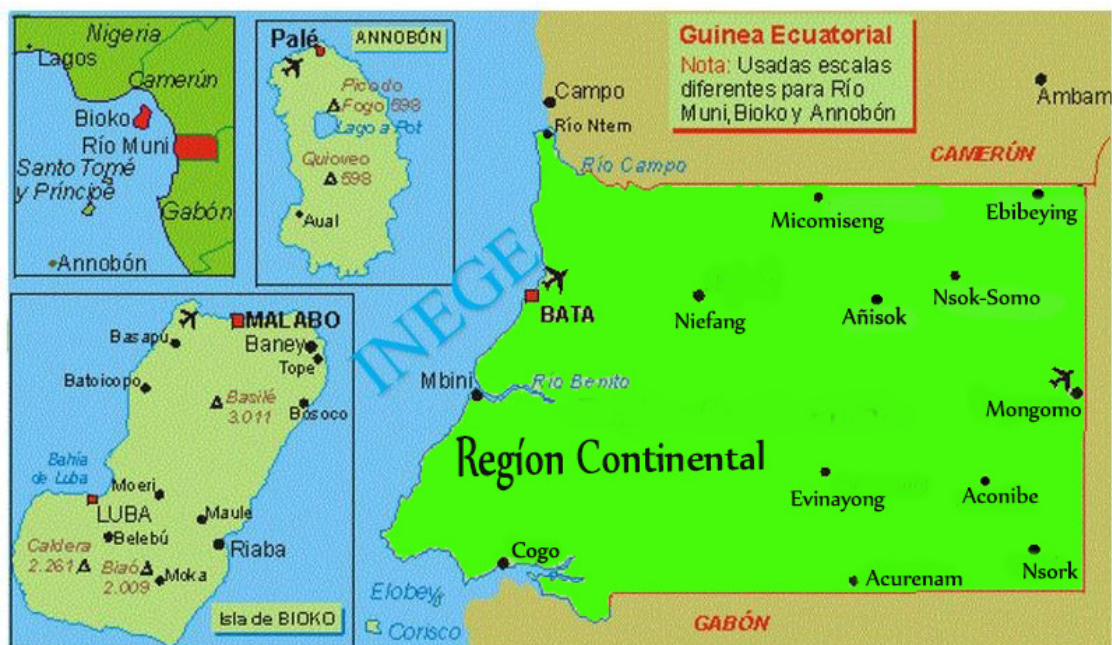 Nigeria
Lagos
Camerún
Bioko
Río Muni
Santo Tomé
y Príncipe
Gabón
Annobón
Palé
ANNOBÓN
Pico do
Fogo 598
Lago a Pot
Quioveo
598
Aual
Guinea Ecuatorial
Nota: Usadas escalas
diferentes para Río
Muni,Bioko y Annobón
Campo
Río Ntem
Río Campo
Ambam
CAMERÚN
Micomiseng
Ebibeying
INEGE
BATA
Niefang
Añisok
Nsok-Somo
Mbini
Río Benito
Mongomo
Región Continental
Evinayong
Aconibe
Cogo
Acurenam
Nsork
Elobey
Corisco
GABÓN
MALABO
Basapú
Baney
Tope
Batoicopo
Basilé
3.011
Bósoco
Bahía
de Luba
Moeri
LUBA
Maule
Belebú
Riaba
Caldera
2.261
Biaó
2.009
Moka
Isla de BIOKO